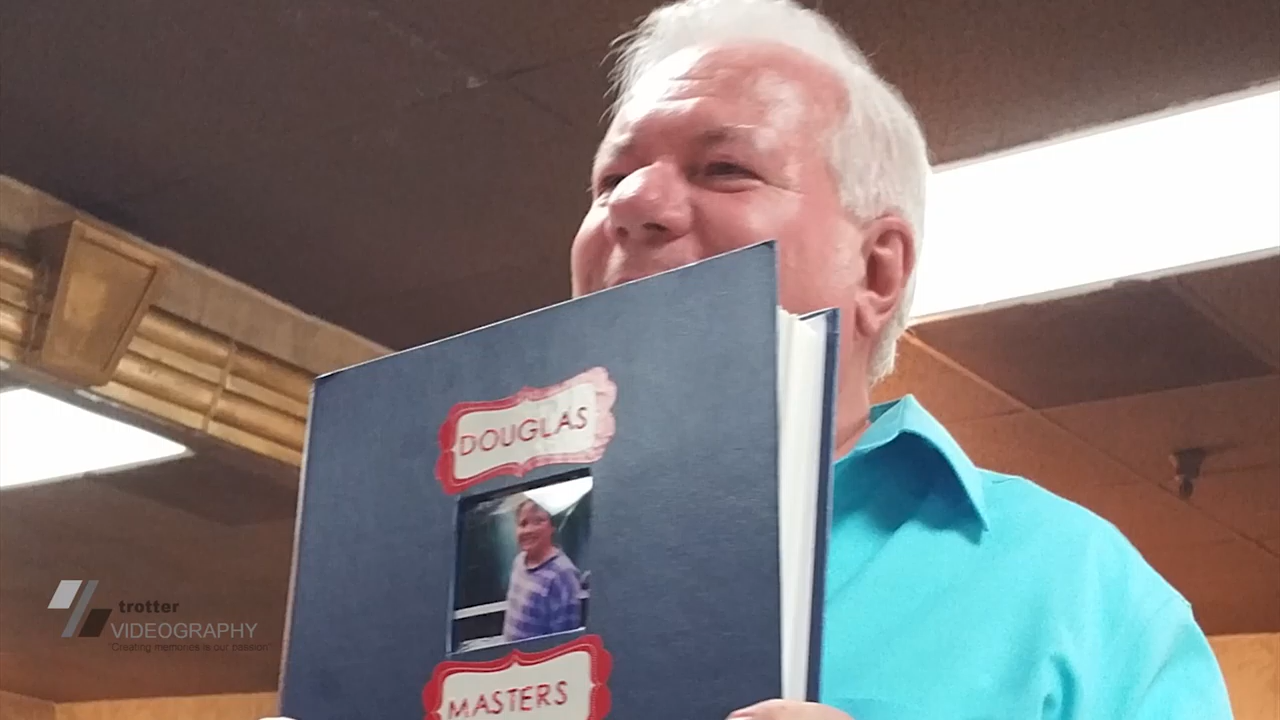 DOUGLAS
MASTERS
trotter
VIDEOGRAPHY
"Creating memories is our passion"